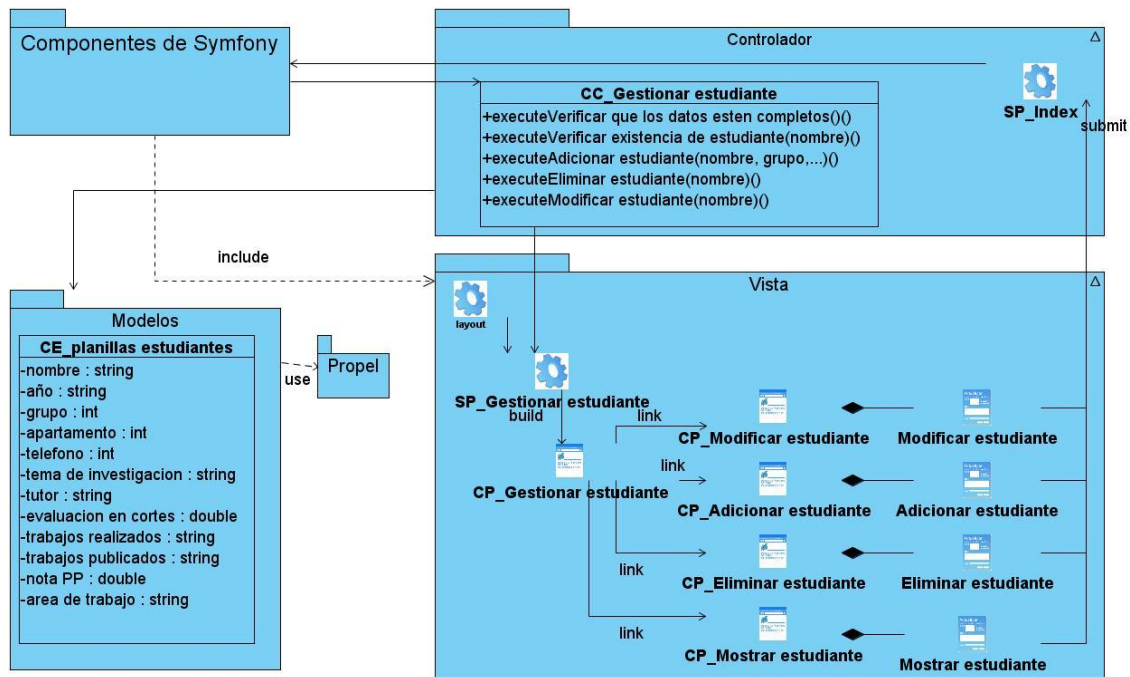 Componentes de Symfony
Controlador
CC_Gestionar estudiante
+executeVerificar que los datos esten completos()()
+executeVerificar existencia de estudiante(nombre)()
+executeAdicionar estudiante(nombre, grupo,...)()
+executeEliminar estudiante(nombre)()
+executeModificar estudiante(nombre)()
SP_Index
submit
include
Modelos
CE_planillas estudiantes
-nombre : string
-año : string
-grupo : int
-apartamento : int
-telefono : int
-tema de investigacion : string
-tutor : string
-evaluacion en cortes : double
-trabajos realizados : string
-trabajos publicados : string
-nota PP : double
-area de trabajo : string
use
Propel
Vista
layout
SP_Gestionar estudiante
build
CP_Gestionar estudiante
link
CP_Modificar estudiante
Modificar estudiante
link
CP_Adicionar estudiante
Adicionar estudiante
link
CP_Eliminar estudiante
Eliminar estudiante
link
CP_Mostrar estudiante
Mostrar estudiante